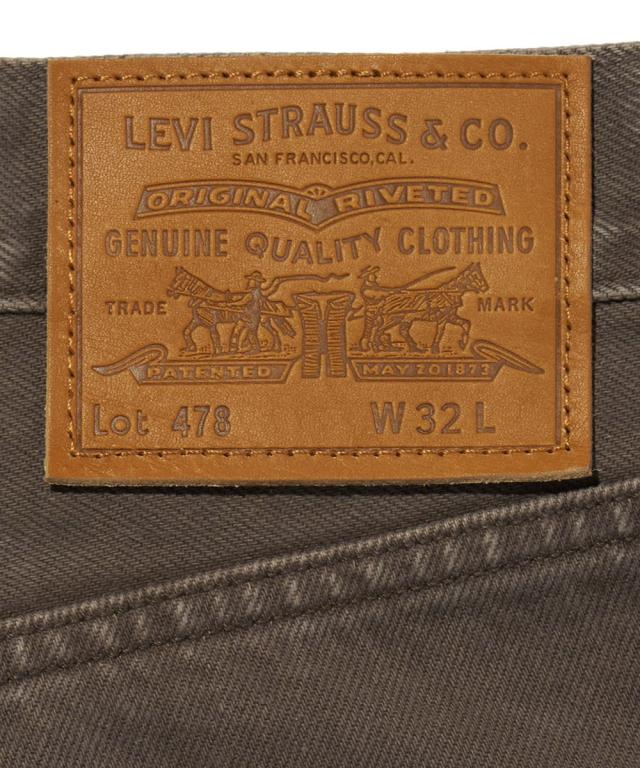 LEVI STRAUSS & CO.
SAN FRANCISCO, CAL.
ORIGINAL RIVETED
GENUINE QUALITY CLOTHING
TRADE MARK
PATENTED MAY 20 1873
Lot 478 W 32 L